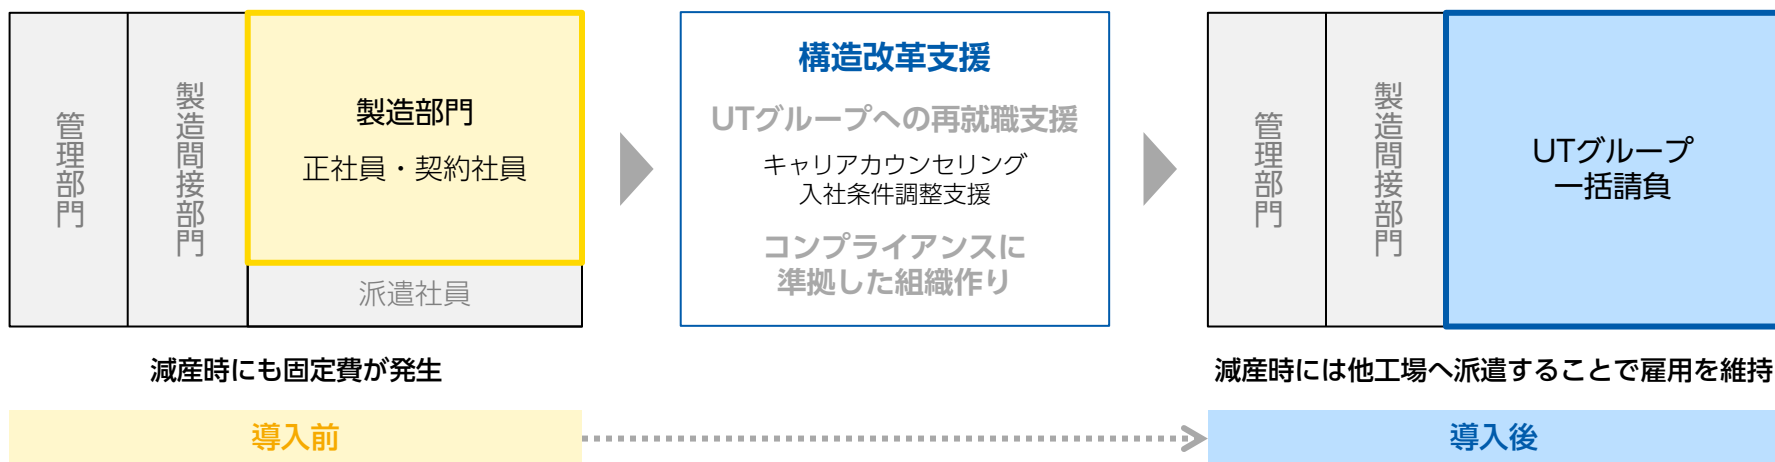 管理部門
製造間接部門
製造部門
正社員・契約社員
派遣社員
減産時にも固定費が発生
導入前
構造改革支援
UTグループへの再就職支援
キャリアカウンセリング
入社条件調整支援
コンプライアンスに
準拠した組織作り
管理部門
製造間接部門
UTグループ
一括請負
減産時には他工場へ派遣することで雇用を維持
導入後